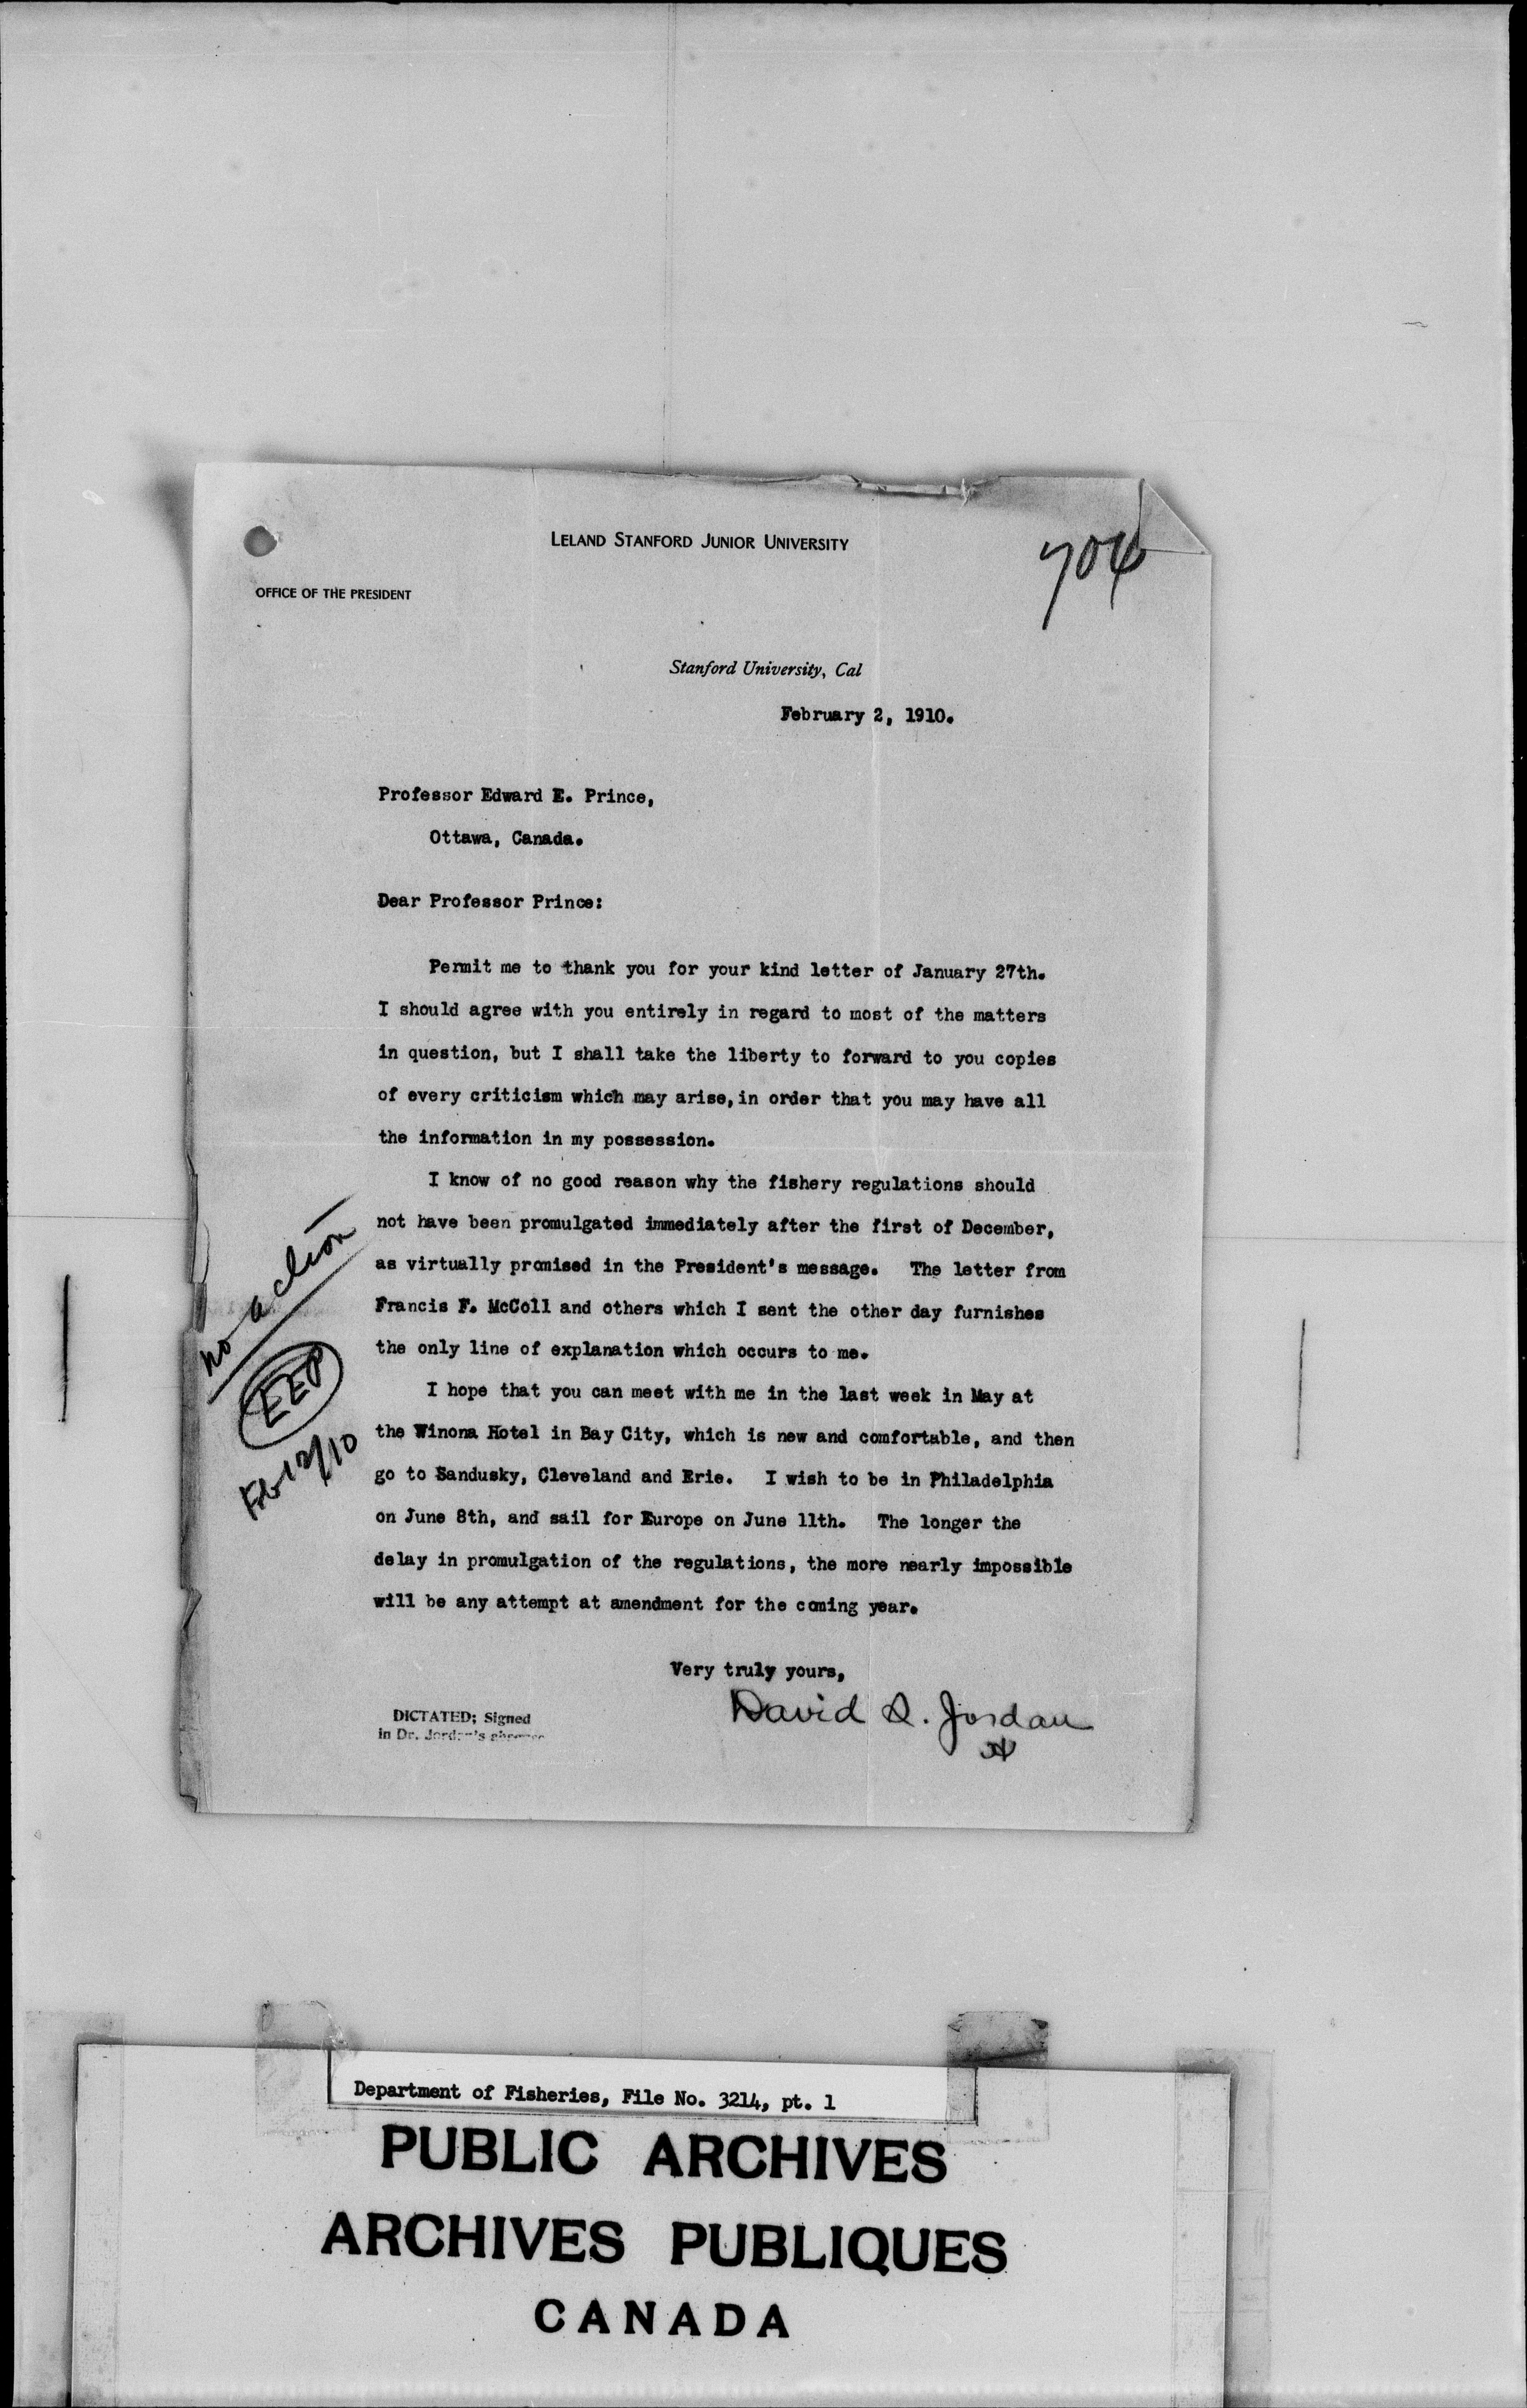 LELAND STANFORD JUNIOR UNIVERSITY
704
OFFICE OF THE PRESIDENT
Stanford University, Cal
February 2, 1910.
Professor Edward E. Prince,
Ottawa, Canada.
Dear Professor Prince:
Permit me to thank you for your kind letter of January 27th.
I should agree with you entirely in regard to most of the matters
in question, but I shall take the liberty to forward to you copies
of every criticism which may arise, in order that you may have all
the information in my possession.
I know of no good reason why the fishery regulations should
not have been promulgated immediately after the first of December,
as virtually promised in the President's message. The letter from
Francis F. McColl and others which I sent the other day furnishes
the only line of explanation which occurs to me.
I hope that you can meet with me in the last week in May at
the Winona Hotel in Bay City, which is new and comfortable, and then
go to Sandusky, Cleveland and Erie. I wish to be in Philadelphia
on June 8th, and sail for Europe on June 11th. The longer the
delay in promulgation of the regulations, the more nearly impossible
will be any attempt at amendment for the coming year.
no action
EEP
Feb 12/10
Very truly yours,
David S. Jordan
DICTATED; Signed
in Dr. Jordan's absence
Department of Fisheries, File No. 3214, pt. 1
PUBLIC ARCHIVES
ARCHIVES PUBLIQUES
CANADA